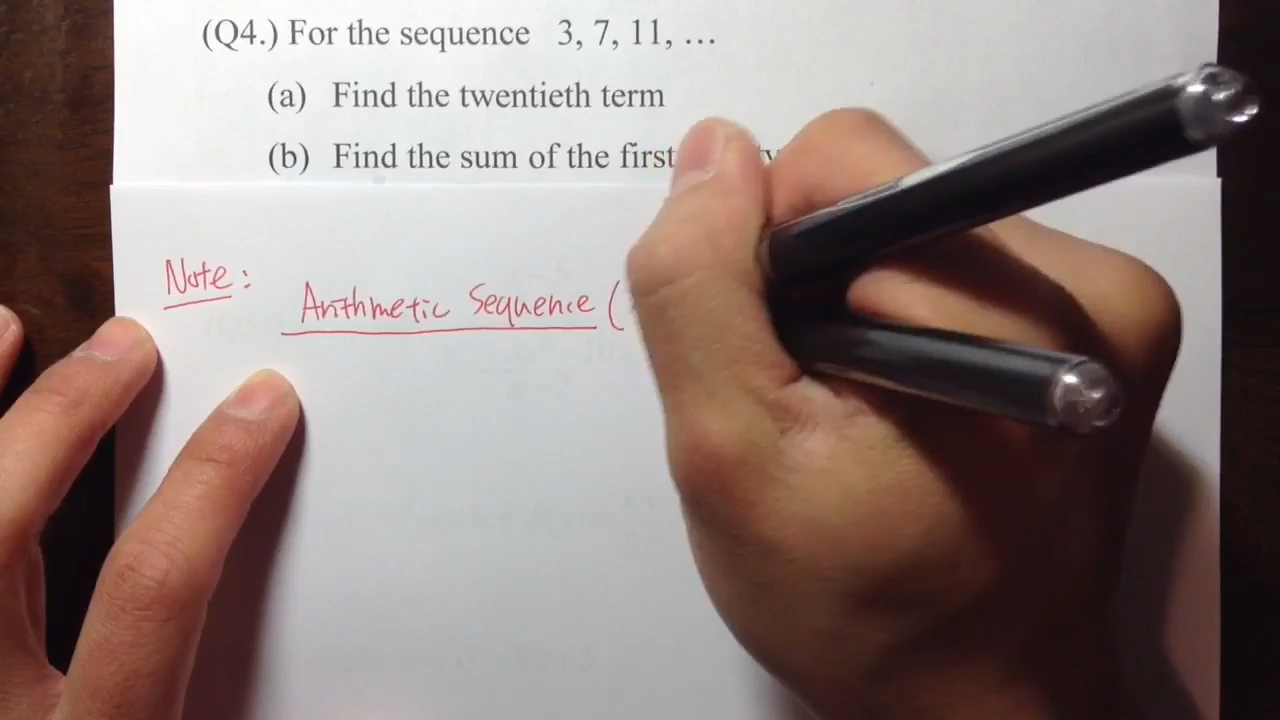 (Q4.) For the sequence 3, 7, 11, …
(a) Find the twentieth term
(b) Find the sum of the first
Note:
Arithmetic Sequence (